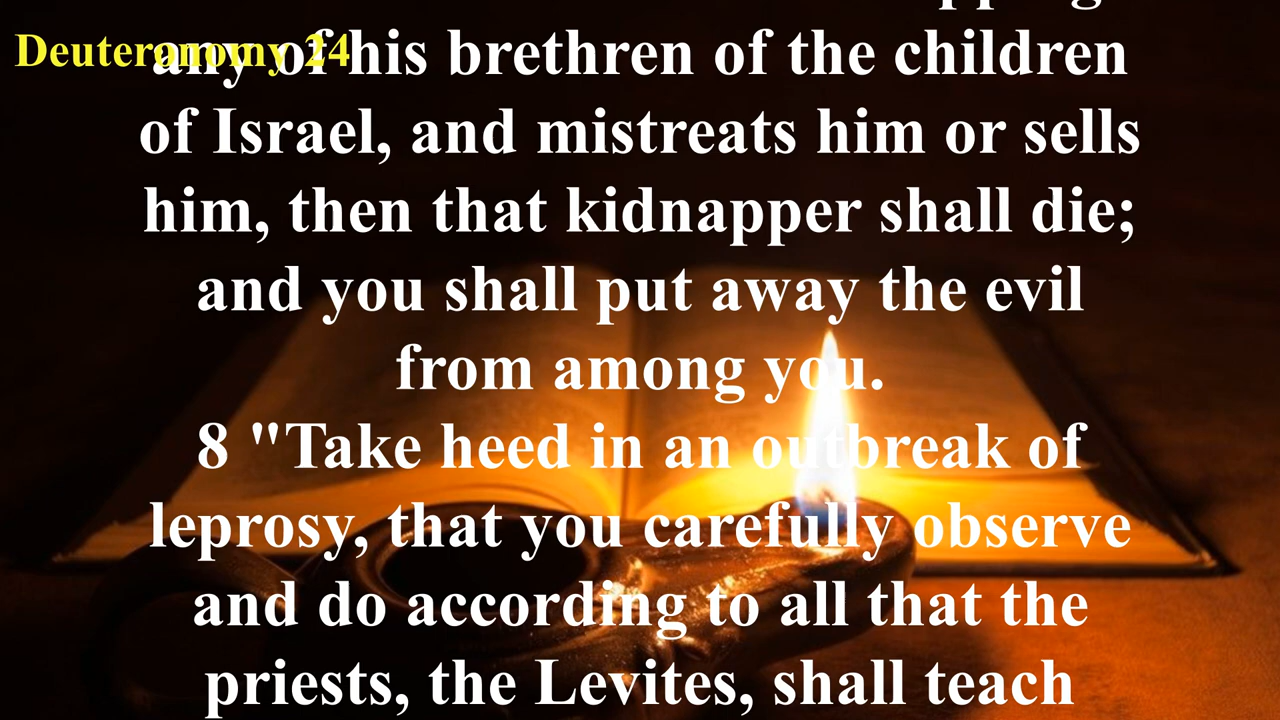 Deuteronomy 24
any of his brethren of the children
of Israel, and mistreats him or sells
him, then that kidnapper shall die;
and you shall put away the evil
from among you.
8 "Take heed in an outbreak of
leprosy, that you carefully observe
and do according to all that the
priests, the Levites, shall teach